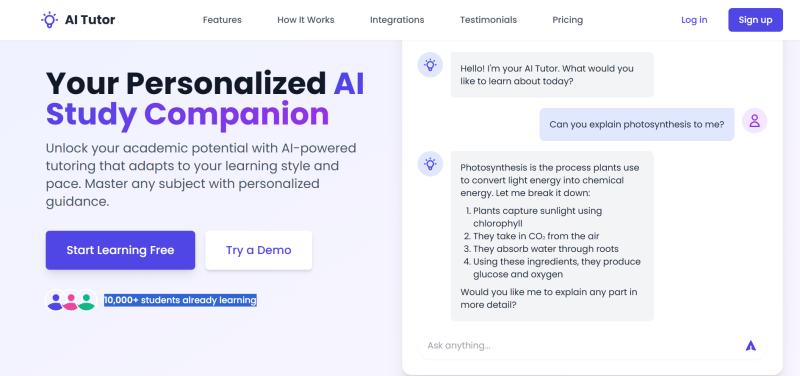 AI Tutor
Features
How It Works
Integrations
Testimonials
Pricing
Log in
Sign up
Your Personalized AI
Study Companion
Unlock your academic potential with AI-powered
tutoring that adapts to your learning style and
pace. Master any subject with personalized
guidance.
Start Learning Free
Try a Demo
10,000+ students already learning
Hello! I'm your AI Tutor. What would you
like to learn about today?
Can you explain photosynthesis to me?
Photosynthesis is the process plants use
to convert light energy into chemical
energy. Let me break it down:
1. Plants capture sunlight using
chlorophyll
2. They take in CO₂ from the air
3. They absorb water through roots
4. Using these ingredients, they produce
glucose and oxygen
Would you like me to explain any part in
more detail?
Ask anything...